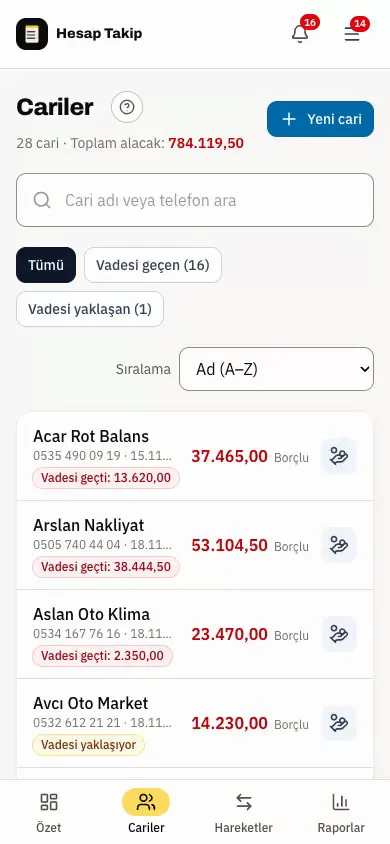 Hesap Takip
16
14
Cariler
Yeni cari
28 cari · Toplam alacak: 784.119,50
Cari adı veya telefon ara
Tümü
Vadesi geçen (16)
Vadesi yaklaşan (1)
Sıralama
Ad (A–Z)
Acar Rot Balans
0535 490 09 19 · 15.11...
Vadesi geçti: 13.620,00
37.465,00 Borçlu
Arslan Nakliyat
0505 740 44 04 · 18.11...
Vadesi geçti: 38.444,50
53.104,50 Borçlu
Aslan Oto Klima
0534 167 76 16 · 18.11...
Vadesi geçti: 2.350,00
23.470,00 Borçlu
Avcı Oto Market
0532 612 21 21 · 18.11...
Vadesi yaklaşıyor
14.230,00 Borçlu
Özet
Cariler
Hareketler
Raporlar